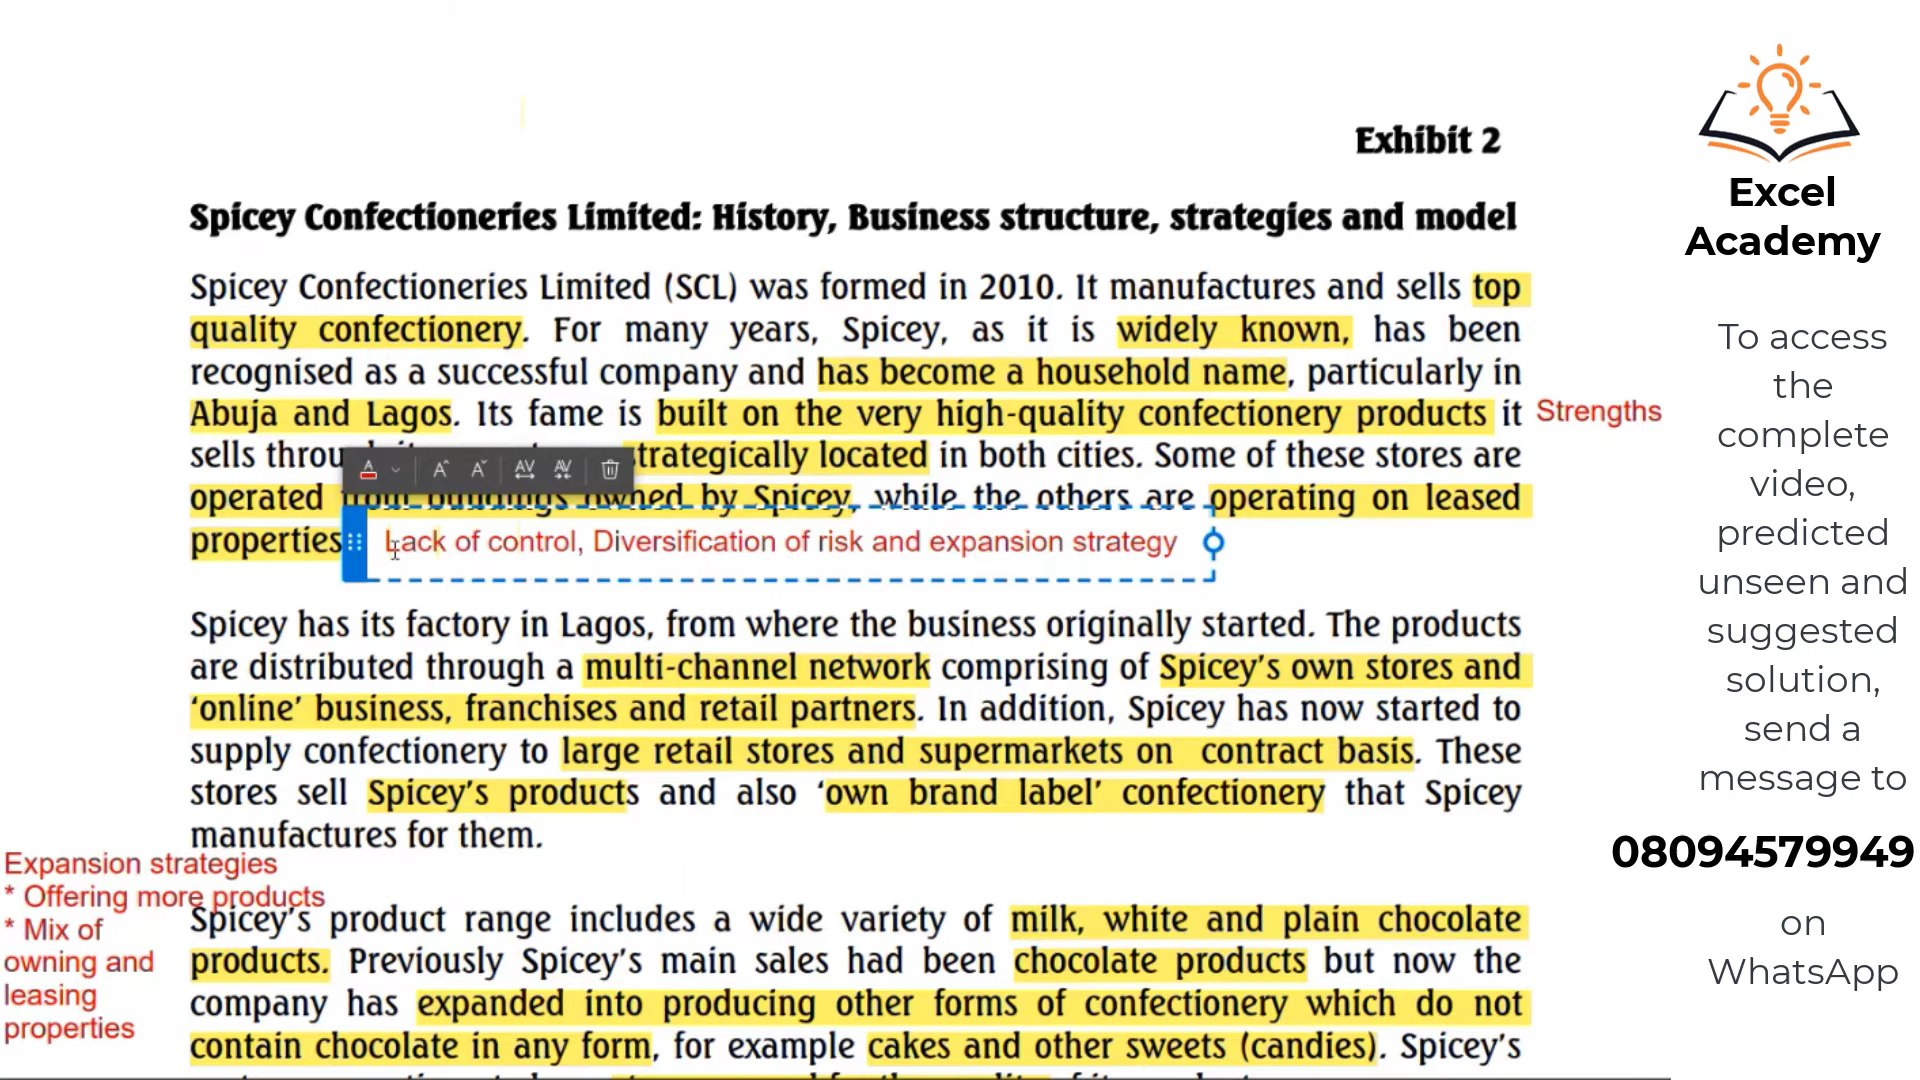 Exhibit 2
Spicey Confectioneries Limited: History, Business structure, strategies and model
Spicey Confectioneries Limited (SCL) was formed in 2010. It manufactures and sells top
quality confectionery. For many years, Spicey, as it is widely known, has been
recognised as a successful company and has become a household name, particularly in
Abuja and Lagos. Its fame is built on the very high-quality confectionery products it
Strengths
sells strategically located in both cities. Some of these stores are
operated from buildings owned by Spicey, while the others are operating on leased
properties
Lack of control, Diversification of risk and expansion strategy
Spicey has its factory in Lagos, from where the business originally started. The products
are distributed through a multi-channel network comprising of Spicey's own stores and
'online' business, franchises and retail partners. In addition, Spicey has now started to
supply confectionery to large retail stores and supermarkets on contract basis. These
stores sell Spicey's products and also 'own brand label' confectionery that Spicey
manufactures for them.
Expansion strategies
* Offering more products
* Mix of
owning and
leasing
properties
Spicey's product range includes a wide variety of milk, white and plain chocolate
products. Previously Spicey's main sales had been chocolate products but now the
company has expanded into producing other forms of confectionery which do not
contain chocolate in any form, for example cakes and other sweets (candies). Spicey's
Excel
Academy
To access
the
complete
video,
predicted
unseen and
suggested
solution,
send a
message to
08094579949
on
WhatsApp